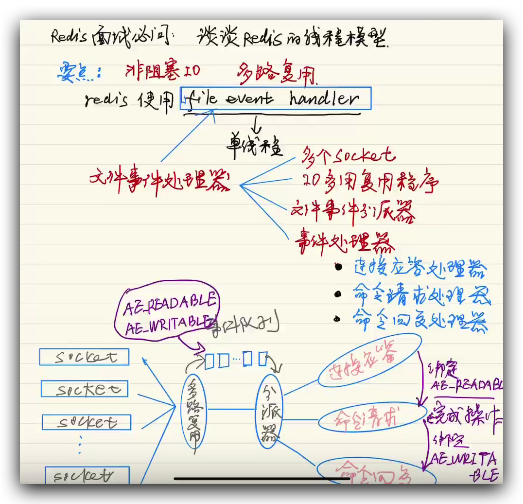 Redis面试必问: 谈谈Redis的线程模型.
要点: 非阻塞IO 多路复用
redis 使用 file event handler
单线程
文件事件处理器
多个socket
IO多用复用程序
文件事件分派器
事件处理器
• 连接应答处理器
• 命令请求处理器
• 命令回复处理器
AE_READABLE
AE_WRITABLE
socket
socket
socket
socket
多路复用
分派器
连接应答
命令请求
命令回复
绑定
AE_READABLE
完成操作
绑定
AE_WRITABLE